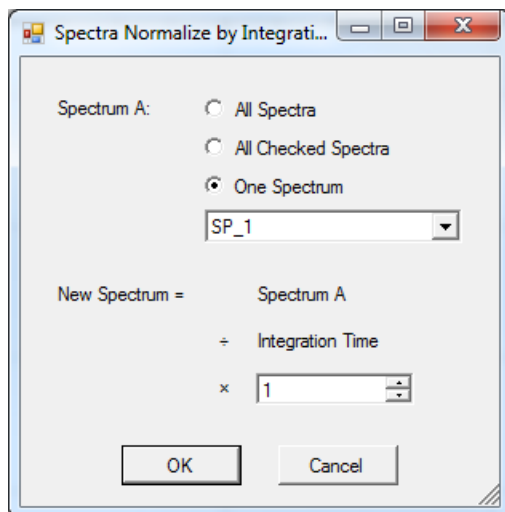 Spectra Normalize by Integrati...
Spectrum A:
All Spectra
All Checked Spectra
One Spectrum
SP_1
New Spectrum = Spectrum A
÷ Integration Time
× 1
OK Cancel